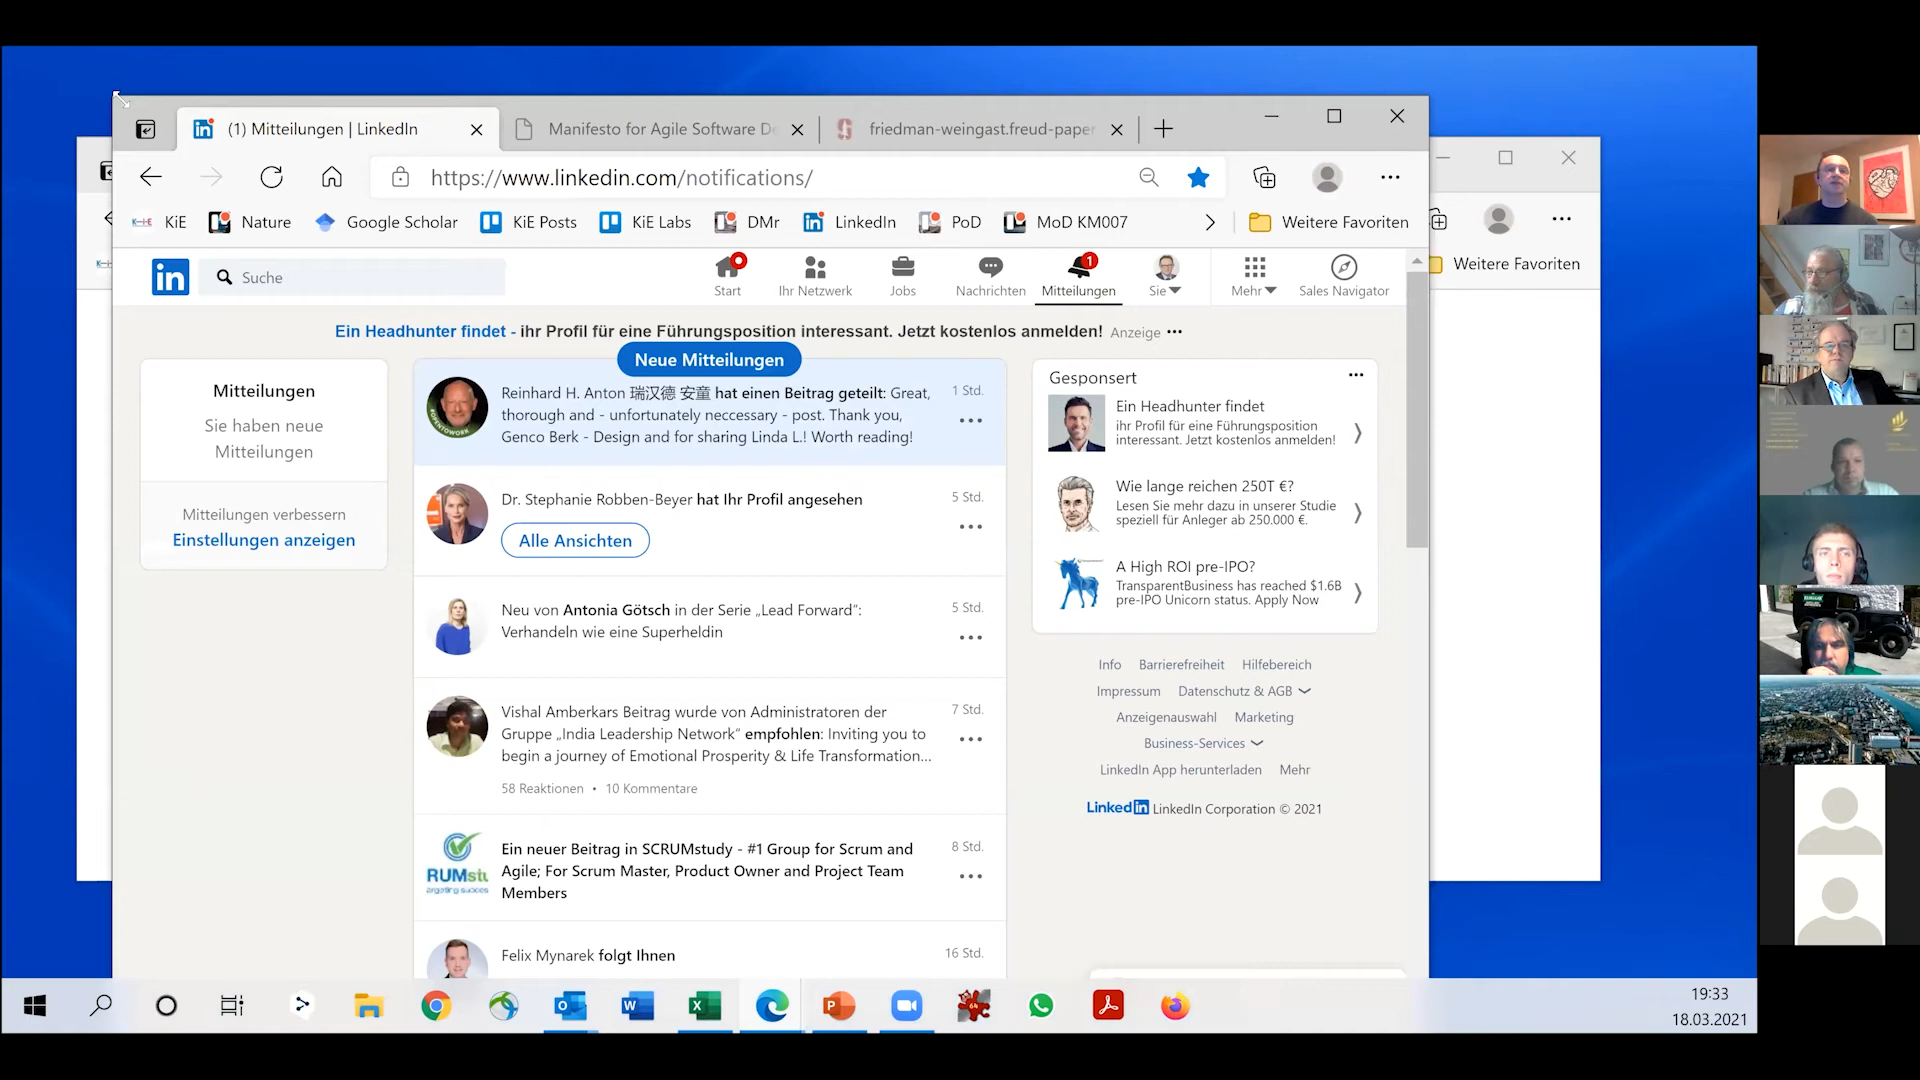 (1) Mitteilungen | LinkedIn
Manifesto for Agile Software De
friedman-weingast.freud-paper
https://www.linkedin.com/notifications/
KiE
Nature
Google Scholar
KiE Posts
KiE Labs
DMr
LinkedIn
PoD
MoD KM007
Weitere Favoriten
Weitere Favoriten
in
Suche
Start
Ihr Netzwerk
Jobs
Nachrichten
1
Mitteilungen
Sie
Mehr
Sales Navigator
Ein Headhunter findet - ihr Profil für eine Führungsposition interessant. Jetzt kostenlos anmelden! Anzeige
Neue Mitteilungen
Mitteilungen
Sie haben neue
Mitteilungen
Mitteilungen verbessern
Einstellungen anzeigen
#OPENTOWORK
Reinhard H. Anton 瑞汉德 安童 hat einen Beitrag geteilt: Great,
thorough and - unfortunately neccessary - post. Thank you,
Genco Berk - Design and for sharing Linda L.! Worth reading!
1 Std.
Dr. Stephanie Robben-Beyer hat Ihr Profil angesehen
5 Std.
Alle Ansichten
Neu von Antonia Götsch in der Serie „Lead Forward“:
Verhandeln wie eine Superheldin
5 Std.
Vishal Amberkars Beitrag wurde von Administratoren der
Gruppe „India Leadership Network“ empfohlen: Inviting you to
begin a journey of Emotional Prosperity & Life Transformation...
7 Std.
58 Reaktionen • 10 Kommentare
RUMstu
Ein neuer Beitrag in SCRUMstudy - #1 Group for Scrum and
Agile; For Scrum Master, Product Owner and Project Team
Members
8 Std.
Felix Mynarek folgt Ihnen
16 Std.
Gesponsert
Ein Headhunter findet
ihr Profil für eine Führungsposition
interessant. Jetzt kostenlos anmelden!
Wie lange reichen 250T €?
Lesen Sie mehr dazu in unserer Studie
speziell für Anleger ab 250.000 €.
A High ROI pre-IPO?
TransparentBusiness has reached $1.6B
pre-IPO Unicorn status. Apply Now
Info Barrierefreiheit Hilfebereich
Impressum Datenschutz & AGB
Anzeigenauswahl Marketing
Business-Services
LinkedIn App herunterladen Mehr
LinkedIn LinkedIn Corporation © 2021
19:33
18.03.2021